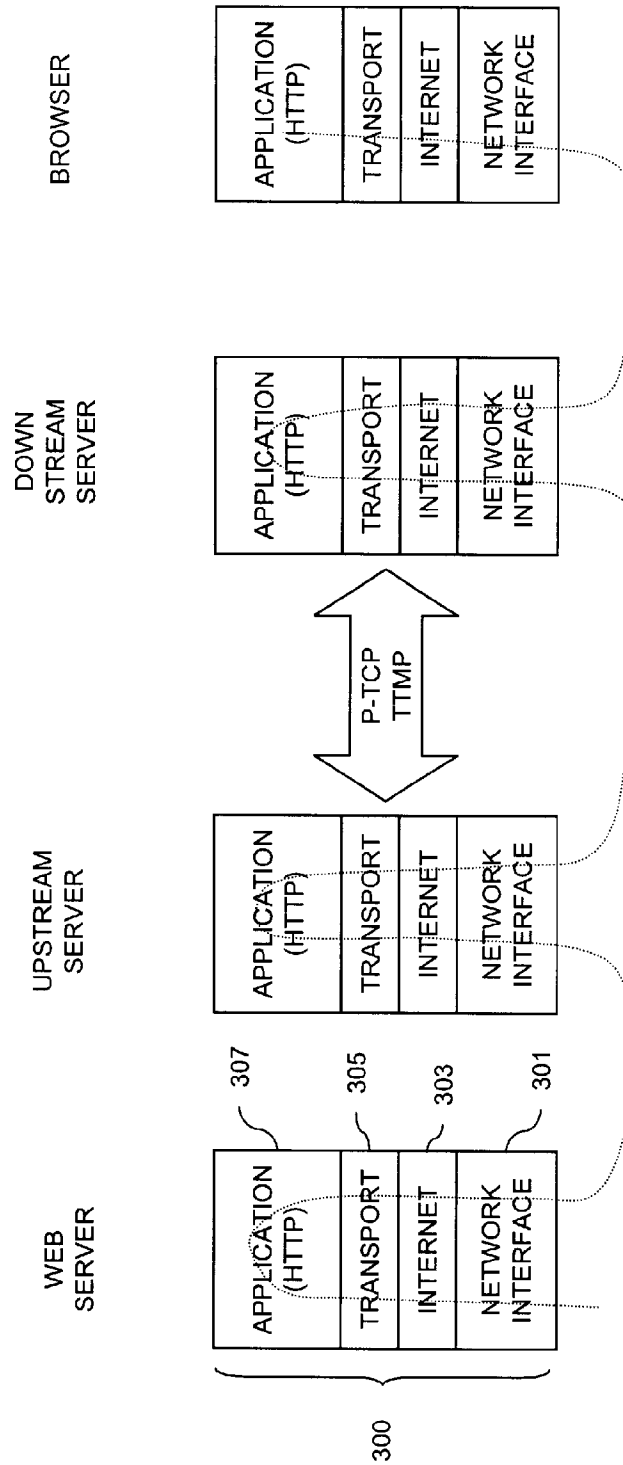 WEB
SERVER
UPSTREAM
SERVER
DOWN
STREAM
SERVER
BROWSER
300
APPLICATION
(HTTP)
TRANSPORT
INTERNET
NETWORK
INTERFACE
307
305
303
301
APPLICATION
(HTTP)
TRANSPORT
INTERNET
NETWORK
INTERFACE
P-TCP
TTMP
APPLICATION
(HTTP)
TRANSPORT
INTERNET
NETWORK
INTERFACE
APPLICATION
(HTTP)
TRANSPORT
INTERNET
NETWORK
INTERFACE